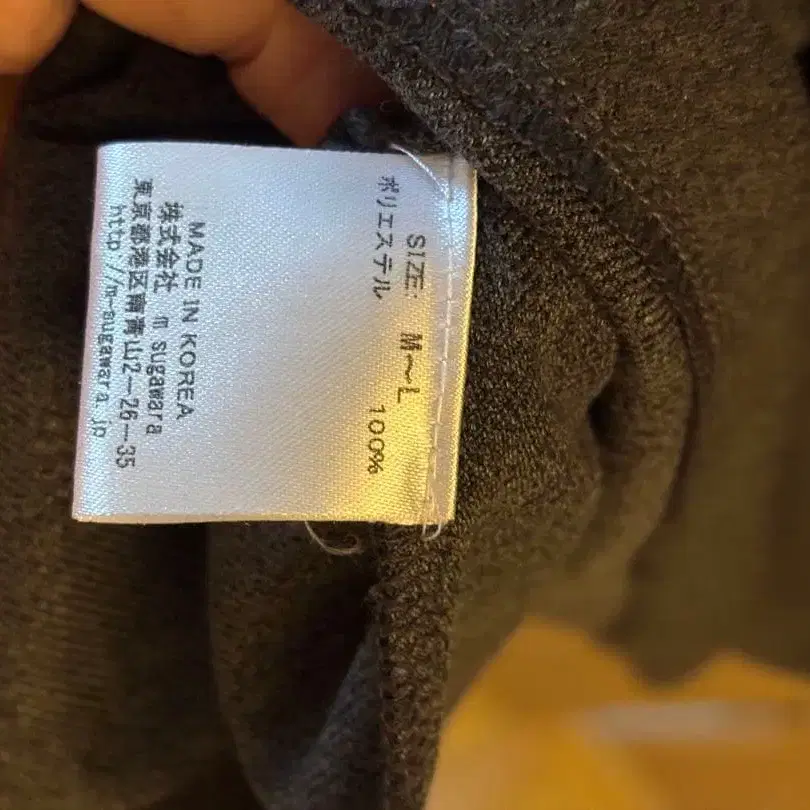 SIZE: M~L
ポリエステル 100%
MADE IN KOREA
株式会社 m sugawara
東京都港区南青山2-26-35
http://m-sugawara.jp